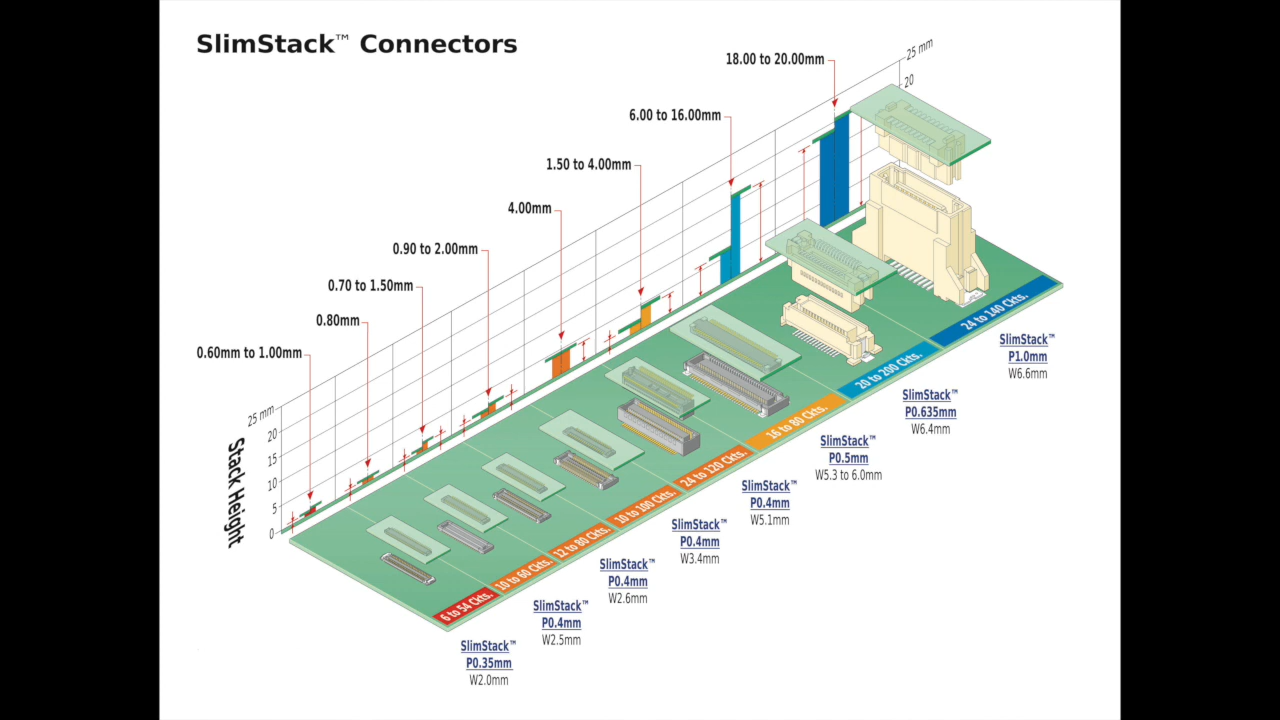 SlimStack™ Connectors
25 mm
20
18.00 to 20.00mm
6.00 to 16.00mm
1.50 to 4.00mm
4.00mm
0.90 to 2.00mm
0.70 to 1.50mm
0.80mm
0.60mm to 1.00mm
25 mm
20
15
10
5
0
Stack Height
6 to 54 Ckts.
10 to 60 Ckts.
12 to 80 Ckts.
10 to 100 Ckts.
24 to 120 Ckts.
16 to 80 Ckts.
20 to 200 Ckts.
24 to 140 Ckts.
SlimStack™
P0.35mm
W2.0mm
SlimStack™
P0.4mm
W2.5mm
SlimStack™
P0.4mm
W2.6mm
SlimStack™
P0.4mm
W3.4mm
SlimStack™
P0.4mm
W5.1mm
SlimStack™
P0.5mm
W5.3 to 6.0mm
SlimStack™
P0.635mm
W6.4mm
SlimStack™
P1.0mm
W6.6mm